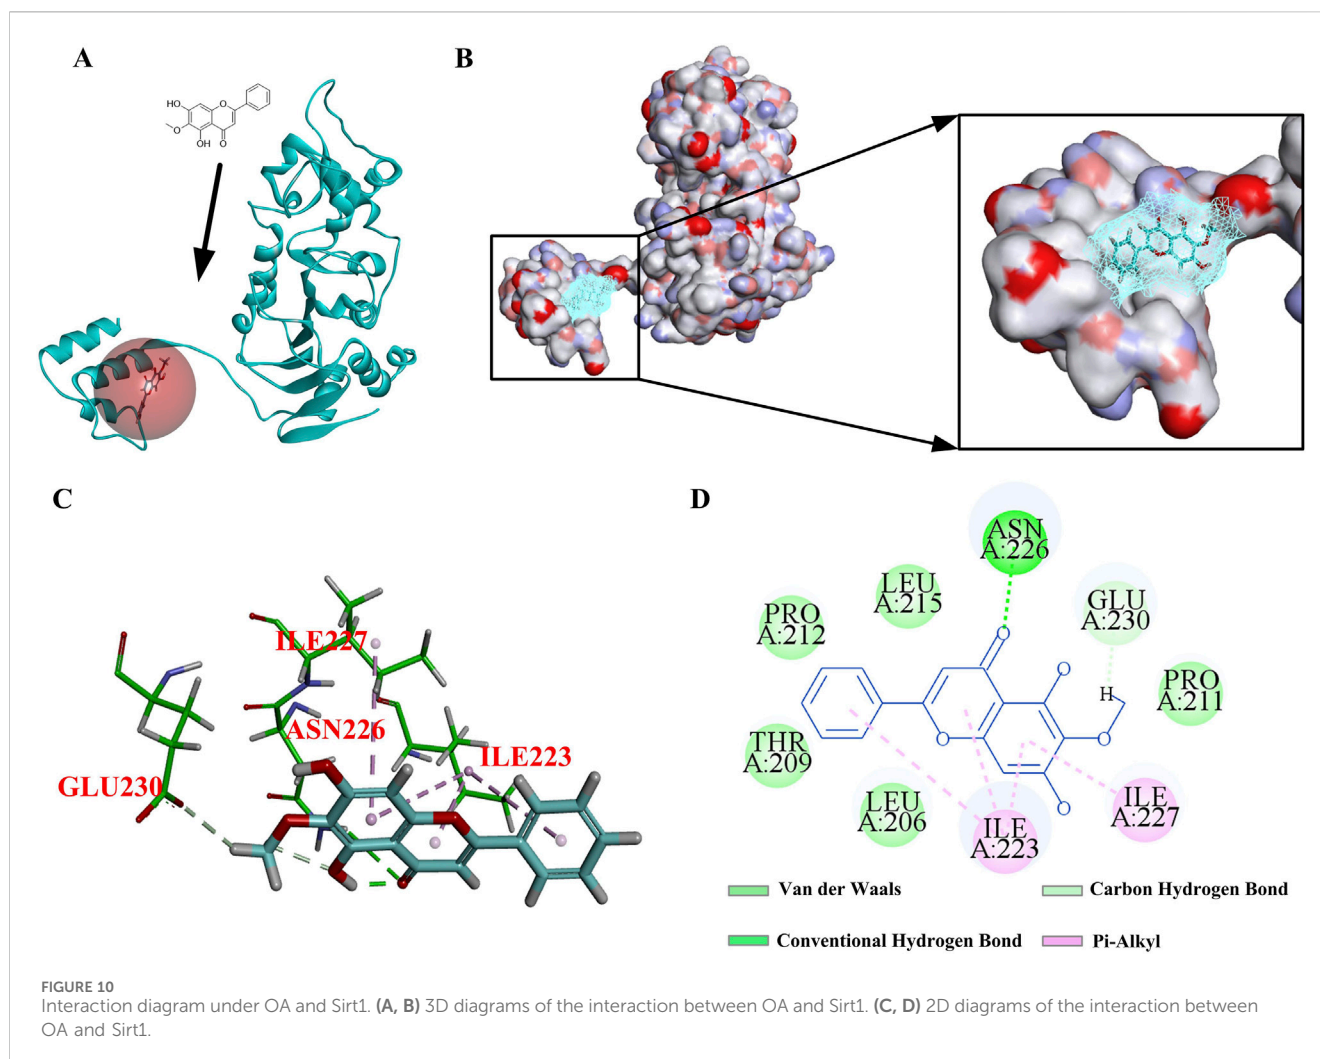 A
B
HO
O
O
OH
O
C
D
ILE227
ASN226
ILE223
GLU230
ASN
A:226
LEU
A:215
GLU
A:230
PRO
A:212
PRO
A:211
THR
A:209
LEU
A:206
ILE
A:223
ILE
A:227
O
O
H
O
O
O
Van der Waals
Carbon Hydrogen Bond
Conventional Hydrogen Bond
Pi-Alkyl
FIGURE 10
Interaction diagram under OA and Sirt1. (A, B) 3D diagrams of the interaction between OA and Sirt1. (C, D) 2D diagrams of the interaction between
OA and Sirt1.